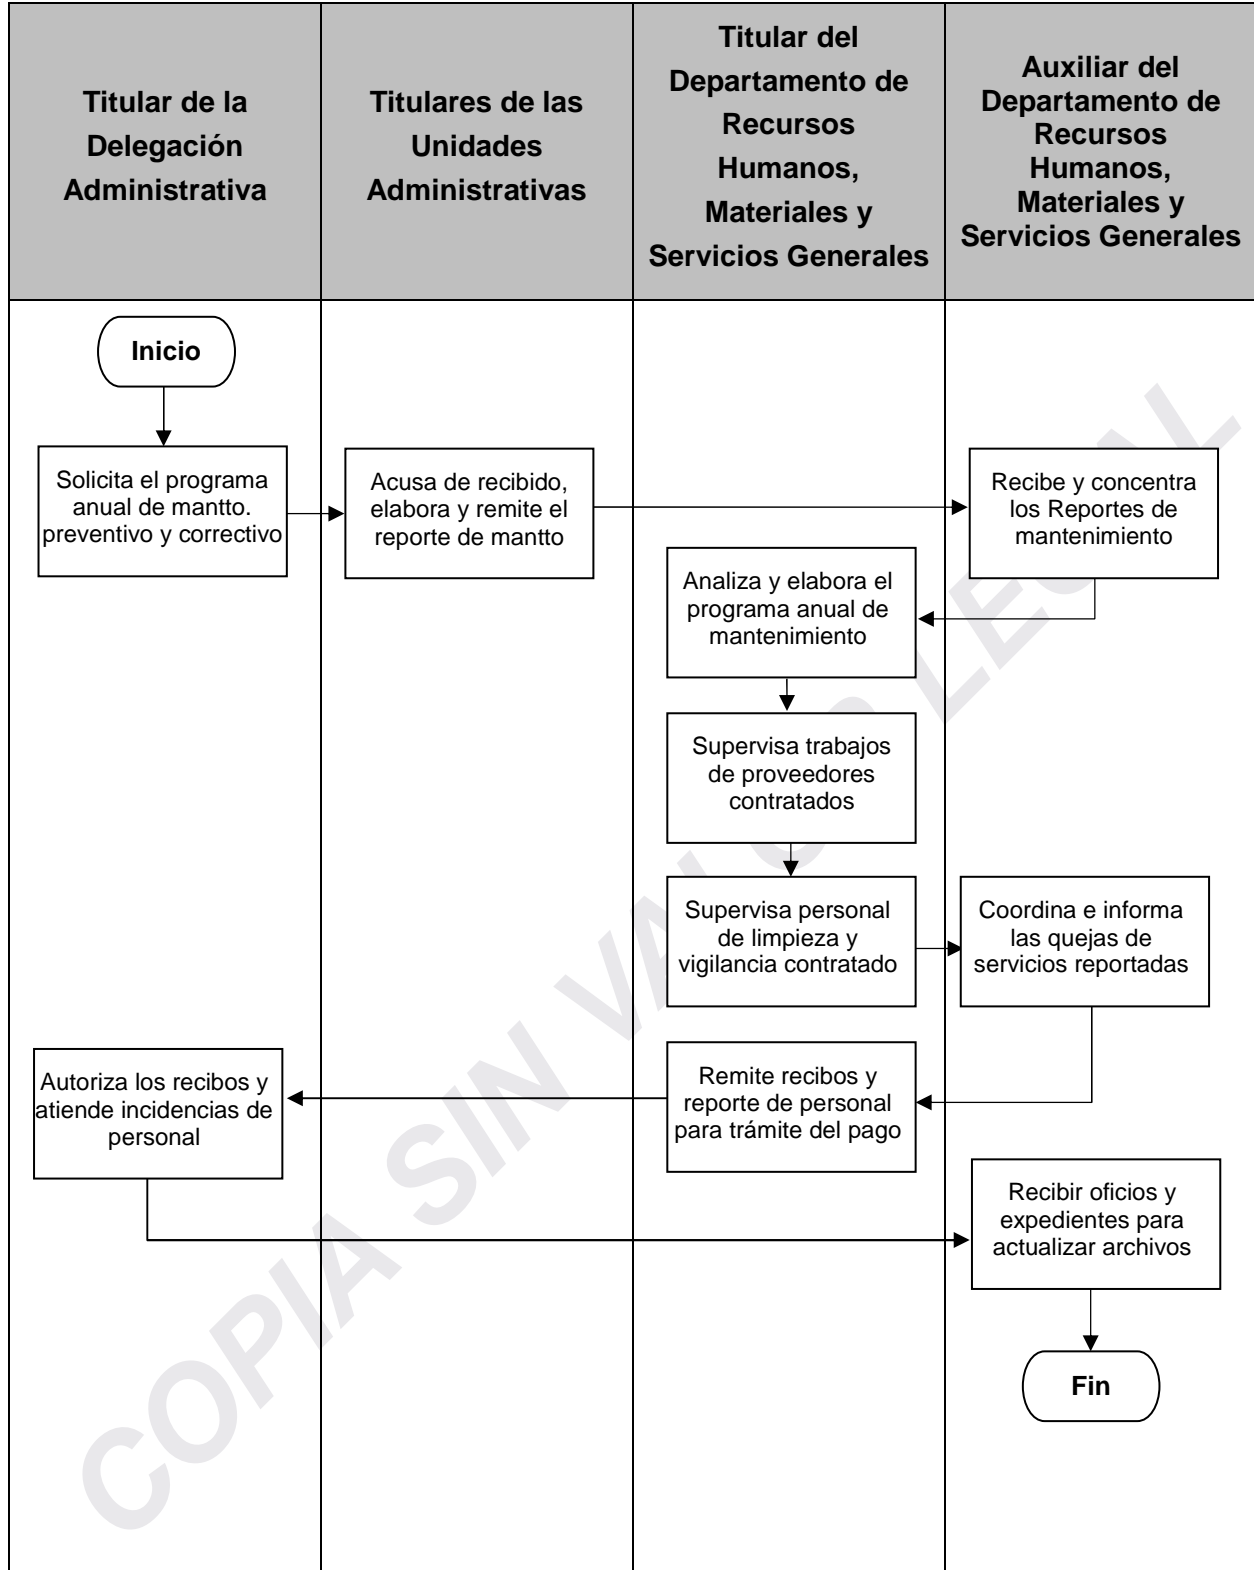 Titular de la
Delegación
Administrativa
Titulares de las
Unidades
Administrativas
Titular del
Departamento de
Recursos
Humanos,
Materiales y
Servicios Generales
Auxiliar del
Departamento de
Recursos
Humanos,
Materiales y
Servicios Generales
Inicio
Solicita el programa
anual de mantto.
preventivo y correctivo
Acusa de recibido,
elabora y remite el
reporte de mantto
Recibe y concentra
los Reportes de
mantenimiento
Analiza y elabora el
programa anual de
mantenimiento
Supervisa trabajos
de proveedores
contratados
Supervisa personal
de limpieza y
vigilancia contratado
Coordina e informa
las quejas de
servicios reportadas
Remite recibos y
reporte de personal
para trámite del pago
Autoriza los recibos y
atiende incidencias de
personal
Recibir oficios y
expedientes para
actualizar archivos
Fin
COPIA SIN VALOR LEGAL